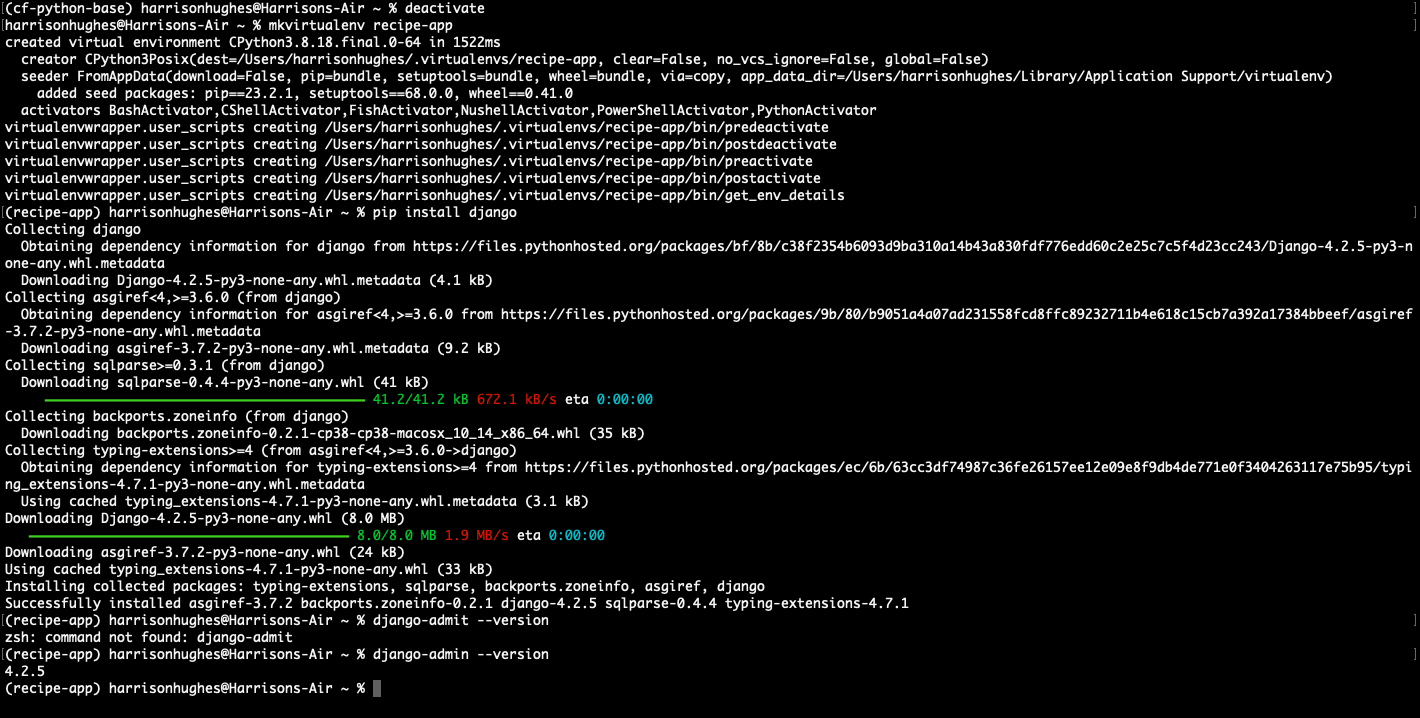 (cf-python-base) harrisonhughes@Harrisons-Air ~ % deactivate
harrisonhughes@Harrisons-Air ~ % mkvirtualenv recipe-app
created virtual environment CPython3.8.18.final.0-64 in 1522ms
  creator CPython3Posix(dest=/Users/harrisonhughes/.virtualenvs/recipe-app, clear=False, no_vcs_ignore=False, global=False)
  seeder FromAppData(download=False, pip=bundle, setuptools=bundle, wheel=bundle, via=copy, app_data_dir=/Users/harrisonhughes/Library/Application Support/virtualenv)
    added seed packages: pip==23.2.1, setuptools==68.0.0, wheel==0.41.0
  activators BashActivator,CShellActivator,FishActivator,NushellActivator,PowerShellActivator,PythonActivator
virtualenvwrapper.user_scripts creating /Users/harrisonhughes/.virtualenvs/recipe-app/bin/predeactivate
virtualenvwrapper.user_scripts creating /Users/harrisonhughes/.virtualenvs/recipe-app/bin/postdeactivate
virtualenvwrapper.user_scripts creating /Users/harrisonhughes/.virtualenvs/recipe-app/bin/preactivate
virtualenvwrapper.user_scripts creating /Users/harrisonhughes/.virtualenvs/recipe-app/bin/postactivate
virtualenvwrapper.user_scripts creating /Users/harrisonhughes/.virtualenvs/recipe-app/bin/get_env_details
(recipe-app) harrisonhughes@Harrisons-Air ~ % pip install django
Collecting django
  Obtaining dependency information for django from https://files.pythonhosted.org/packages/bf/8b/c38f2354b6093d9ba310a14b43a830fdf776edd60c2e25c7c5f4d23cc243/Django-4.2.5-py3-n
one-any.whl.metadata
  Downloading Django-4.2.5-py3-none-any.whl.metadata (4.1 kB)
Collecting asgiref<4,>=3.6.0 (from django)
  Obtaining dependency information for asgiref<4,>=3.6.0 from https://files.pythonhosted.org/packages/9b/80/b9051a4a07ad231558fcd8ffc89232711b4e618c15cb7a392a17384bbeef/asgiref
-3.7.2-py3-none-any.whl.metadata
  Downloading asgiref-3.7.2-py3-none-any.whl.metadata (9.2 kB)
Collecting sqlparse>=0.3.1 (from django)
  Downloading sqlparse-0.4.4-py3-none-any.whl (41 kB)
41.2/41.2 kB 672.1 kB/s eta 0:00:00
Collecting backports.zoneinfo (from django)
  Downloading backports.zoneinfo-0.2.1-cp38-cp38-macosx_10_14_x86_64.whl (35 kB)
Collecting typing-extensions>=4 (from asgiref<4,>=3.6.0->django)
  Obtaining dependency information for typing-extensions>=4 from https://files.pythonhosted.org/packages/ec/6b/63cc3df74987c36fe26157ee12e09e8f9db4de771e0f3404263117e75b95/typi
ng_extensions-4.7.1-py3-none-any.whl.metadata
  Using cached typing_extensions-4.7.1-py3-none-any.whl.metadata (3.1 kB)
Downloading Django-4.2.5-py3-none-any.whl (8.0 MB)
8.0/8.0 MB 1.9 MB/s eta 0:00:00
Downloading asgiref-3.7.2-py3-none-any.whl (24 kB)
Using cached typing_extensions-4.7.1-py3-none-any.whl (33 kB)
Installing collected packages: typing-extensions, sqlparse, backports.zoneinfo, asgiref, django
Successfully installed asgiref-3.7.2 backports.zoneinfo-0.2.1 django-4.2.5 sqlparse-0.4.4 typing-extensions-4.7.1
(recipe-app) harrisonhughes@Harrisons-Air ~ % django-admit --version
zsh: command not found: django-admit
(recipe-app) harrisonhughes@Harrisons-Air ~ % django-admin --version
4.2.5
(recipe-app) harrisonhughes@Harrisons-Air ~ %